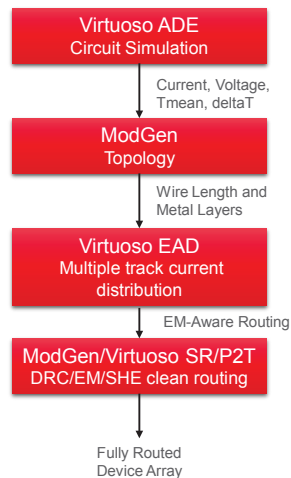 Virtuoso ADE
Circuit Simulation
Current, Voltage,
Tmean, deltaT
ModGen
Topology
Wire Length and
Metal Layers
Virtuoso EAD
Multiple track current
distribution
EM-Aware Routing
ModGen/Virtuoso SR/P2T
DRC/EM/SHE clean routing
Fully Routed
Device Array